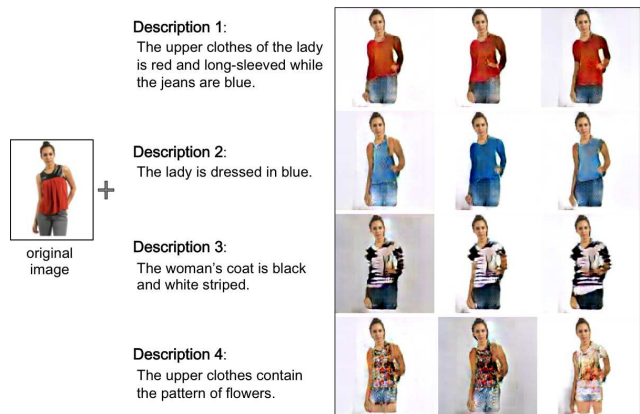 Description 1:
The upper clothes of the lady
is red and long-sleeved while
the jeans are blue.
Description 2:
The lady is dressed in blue.
original
image
Description 3:
The woman's coat is black
and white striped.
Description 4:
The upper clothes contain
the pattern of flowers.